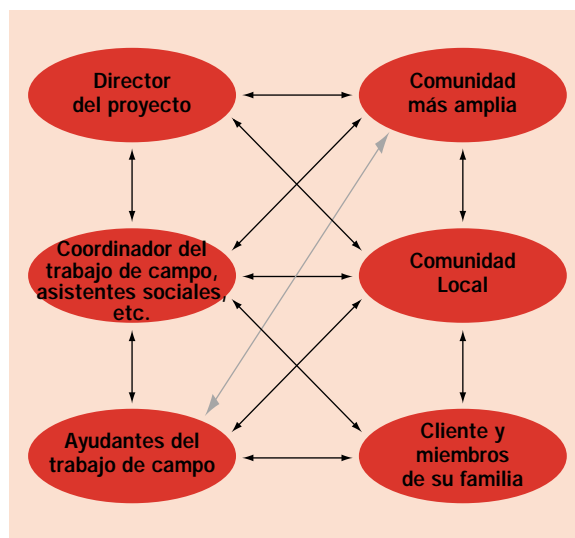 Director
del proyecto
Comunidad
más amplia
Coordinador del
trabajo de campo,
asistentes sociales,
etc.
Comunidad
Local
Ayudantes del
trabajo de campo
Cliente y
miembros
de su familia